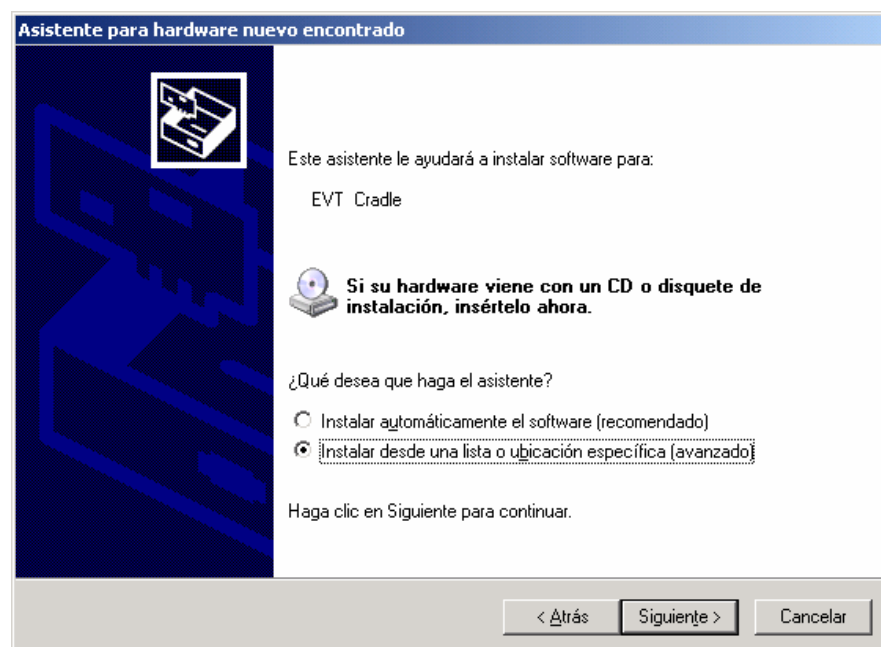 Asistente para hardware nuevo encontrado
Este asistente le ayudará a instalar software para:
EVT Cradle
Si su hardware viene con un CD o disquete de
instalación, insértelo ahora.
¿Qué desea que haga el asistente?
Instalar automáticamente el software (recomendado)
Instalar desde una lista o ubicación específica (avanzado)
Haga clic en Siguiente para continuar.
< Atrás
Siguiente >
Cancelar